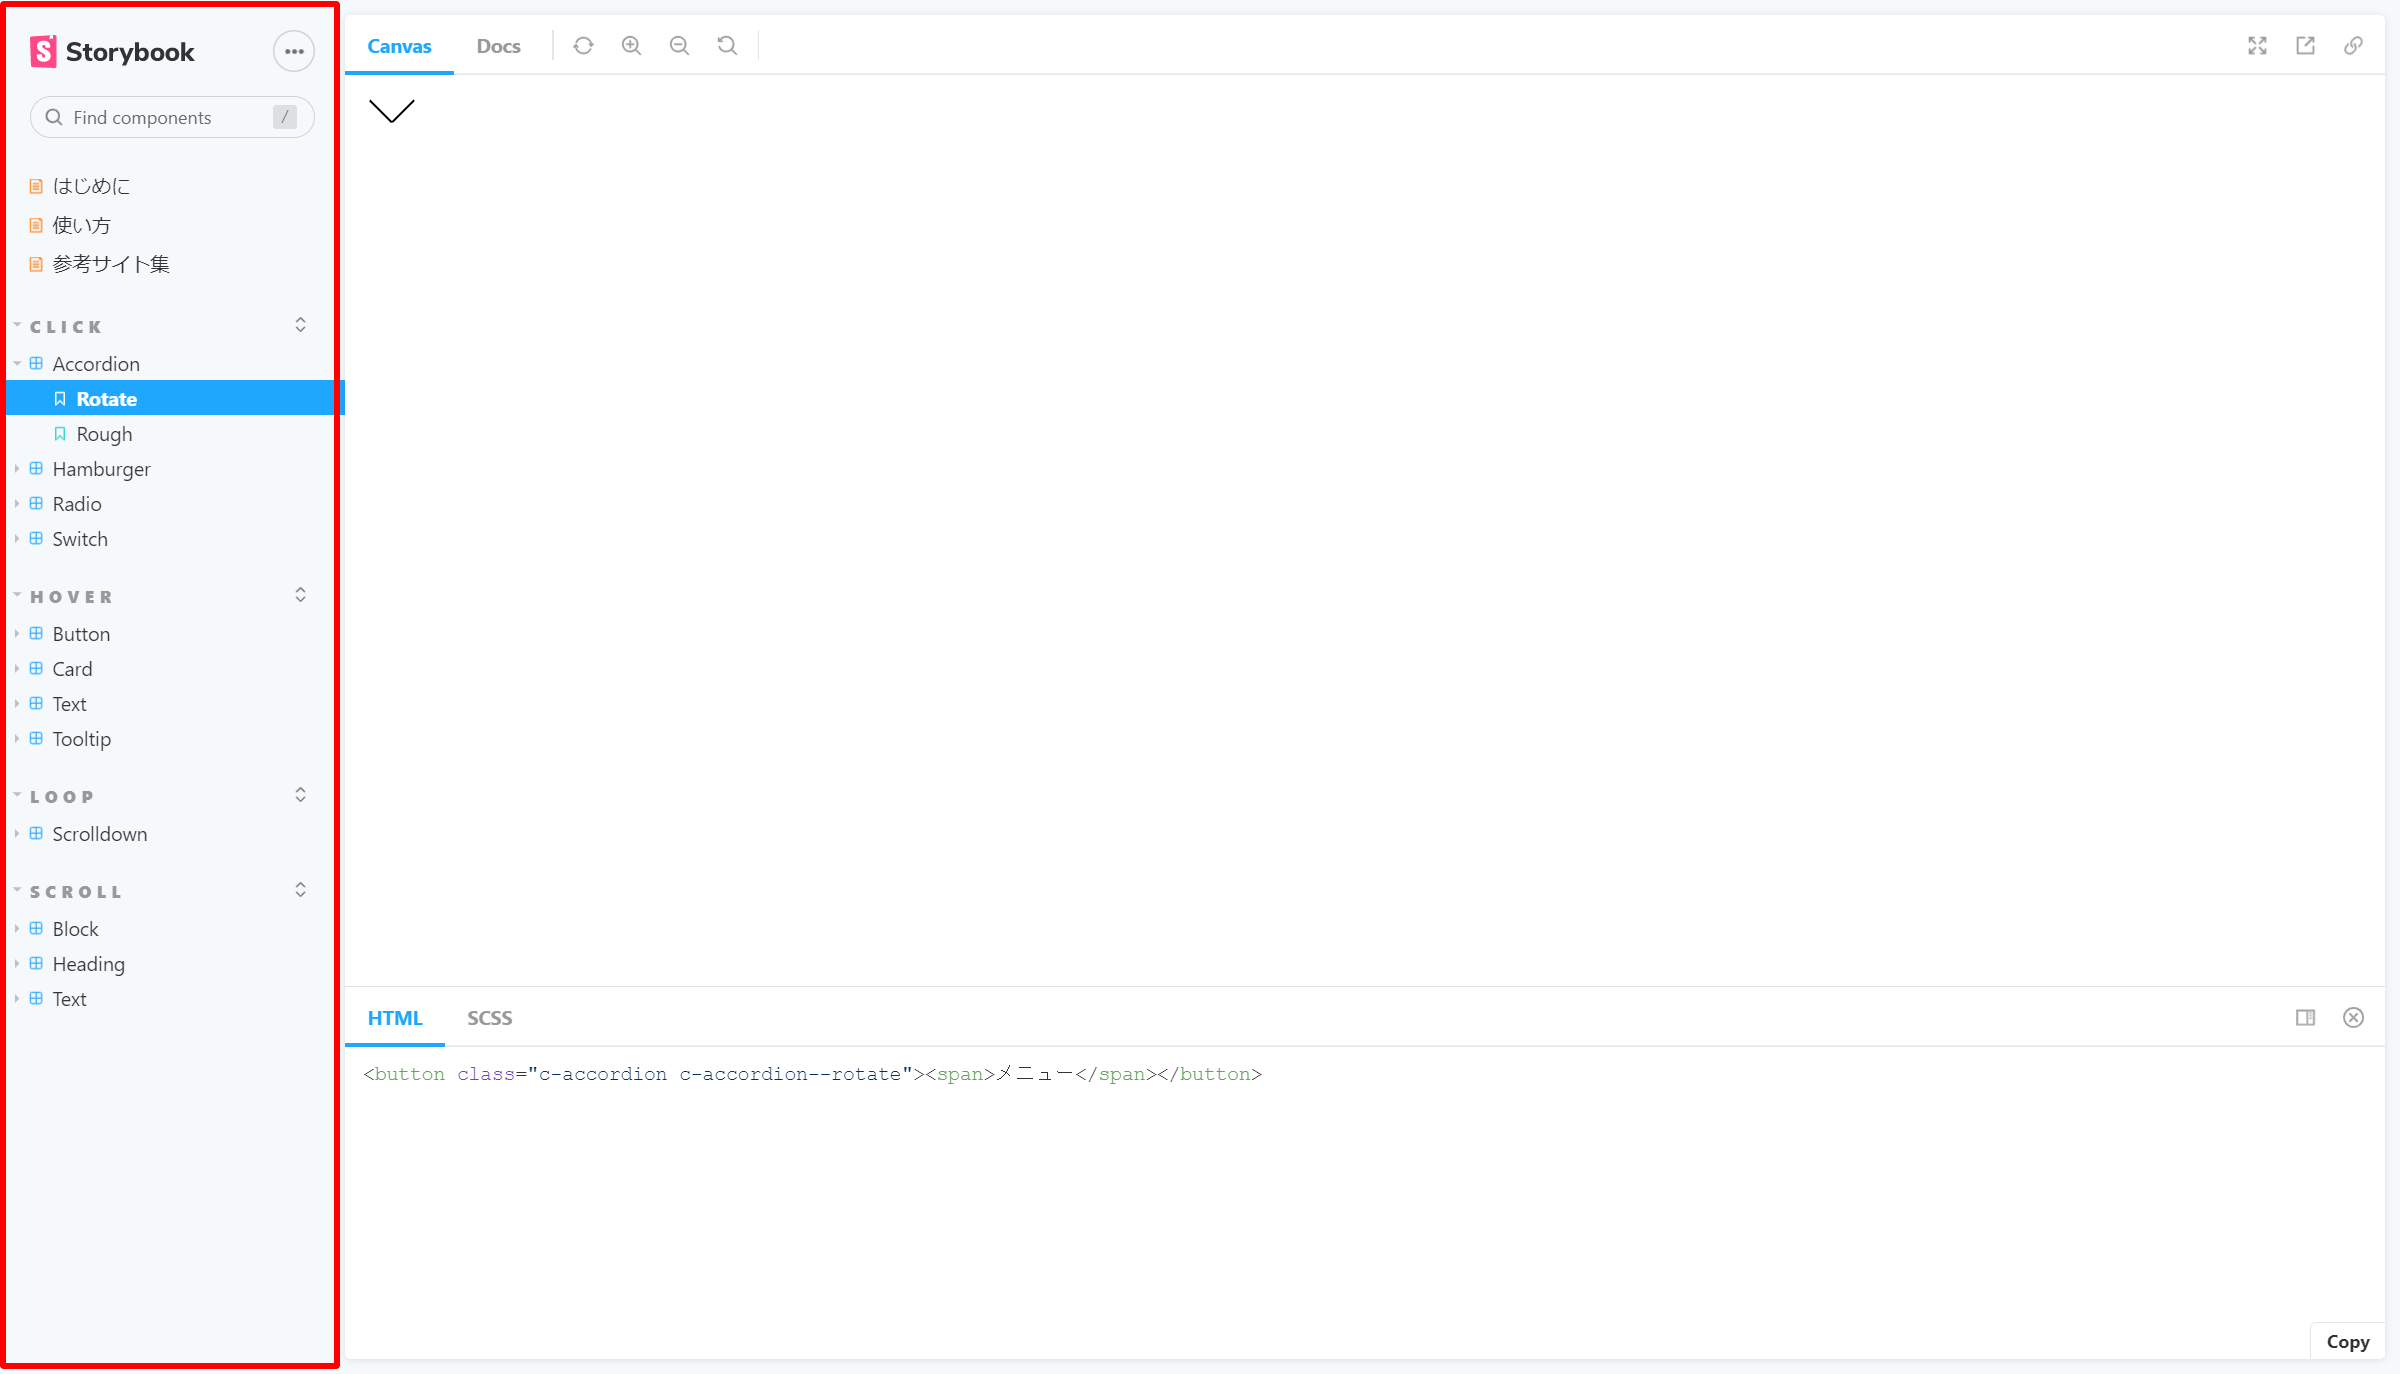 Storybook
Find components /
はじめに
使い方
参考サイト集
CLICK
Accordion
Rotate
Rough
Hamburger
Radio
Switch
HOVER
Button
Card
Text
Tooltip
LOOP
Scrolldown
SCROLL
Block
Heading
Text
Canvas Docs
HTML SCSS
<button class="c-accordion c-accordion--rotate"><span>メニュー</span></button>
Copy